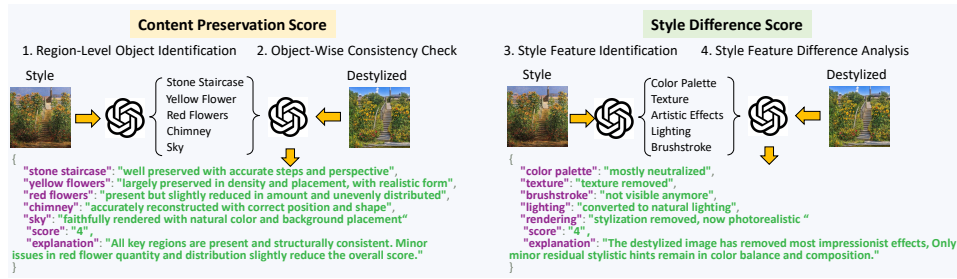 Content Preservation Score
1. Region-Level Object Identification
2. Object-Wise Consistency Check
Style
Destylized
Stone Staircase
Yellow Flower
Red Flowers
Chimney
Sky
{
"stone staircase": "well preserved with accurate steps and perspective",
"yellow flowers": "largely preserved in density and placement, with realistic form",
"red flowers": "present but slightly reduced in amount and unevenly distributed",
"chimney": "accurately reconstructed with correct position and shape",
"sky": "faithfully rendered with natural color and background placement"
"score": "4",
"explanation": "All key regions are present and structurally consistent. Minor
issues in red flower quantity and distribution slightly reduce the overall score."
}
Style Difference Score
3. Style Feature Identification
4. Style Feature Difference Analysis
Style
Destylized
Color Palette
Texture
Artistic Effects
Lighting
Brushstroke
{
"color palette": "mostly neutralized",
"texture": "texture removed",
"brushstroke": "not visible anymore",
"lighting": "converted to natural lighting",
"rendering": "stylization removed, now photorealistic "
"score": "4",
"explanation": "The destylized image has removed most impressionist effects, Only
minor residual stylistic hints remain in color balance and composition."
}